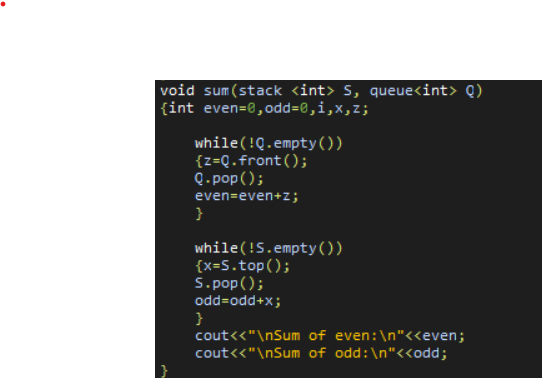 void sum(stack <int> S, queue<int> Q)
{int even=0,odd=0,i,x,z;
while(!Q.empty())
{z=Q.front();
Q.pop();
even=even+z;
}
while(!S.empty())
{x=S.top();
S.pop();
odd=odd+x;
}
cout<<"\nSum of even:\n"<<even;
cout<<"\nSum of odd:\n"<<odd;
}